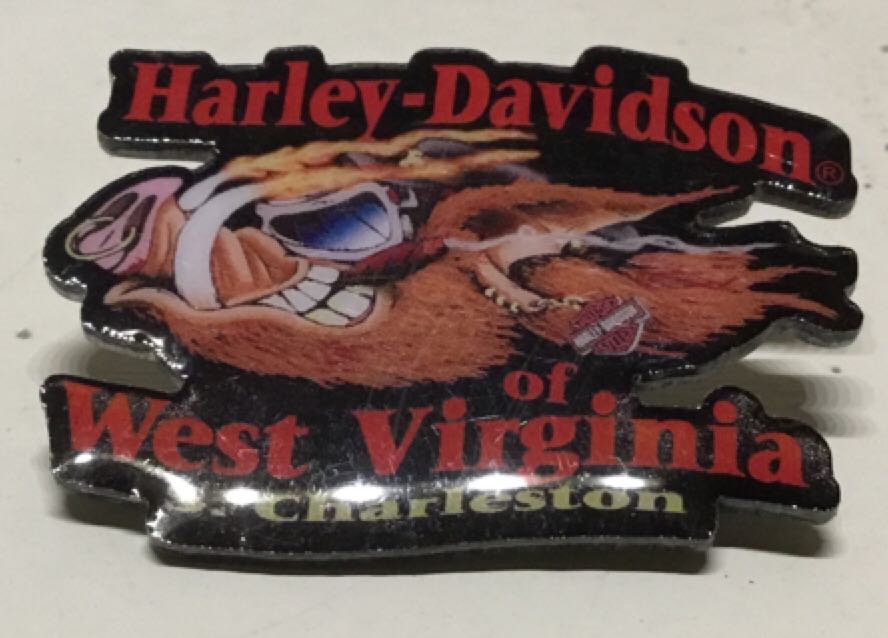 Harley-Davidson®
of
West Virginia
S. Charleston